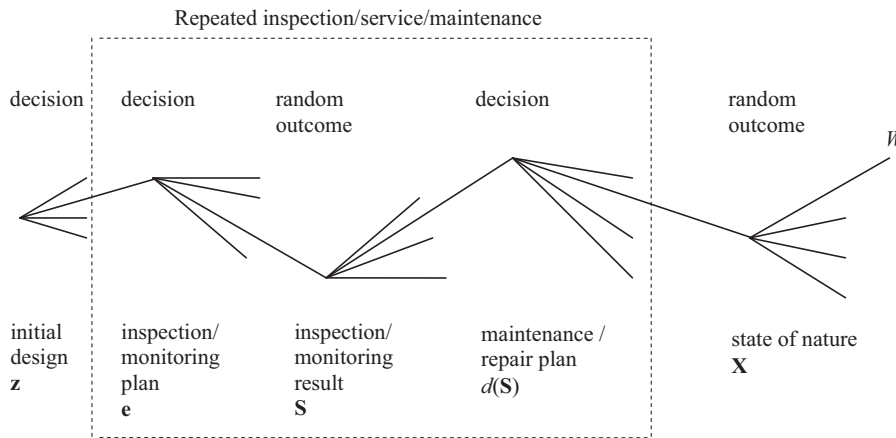 Repeated inspection/service/maintenance
decision
decision
random
outcome
decision
random
outcome
W
initial
design
z
inspection/
monitoring
plan
e
inspection/
monitoring
result
S
maintenance /
repair plan
d(S)
state of nature
X